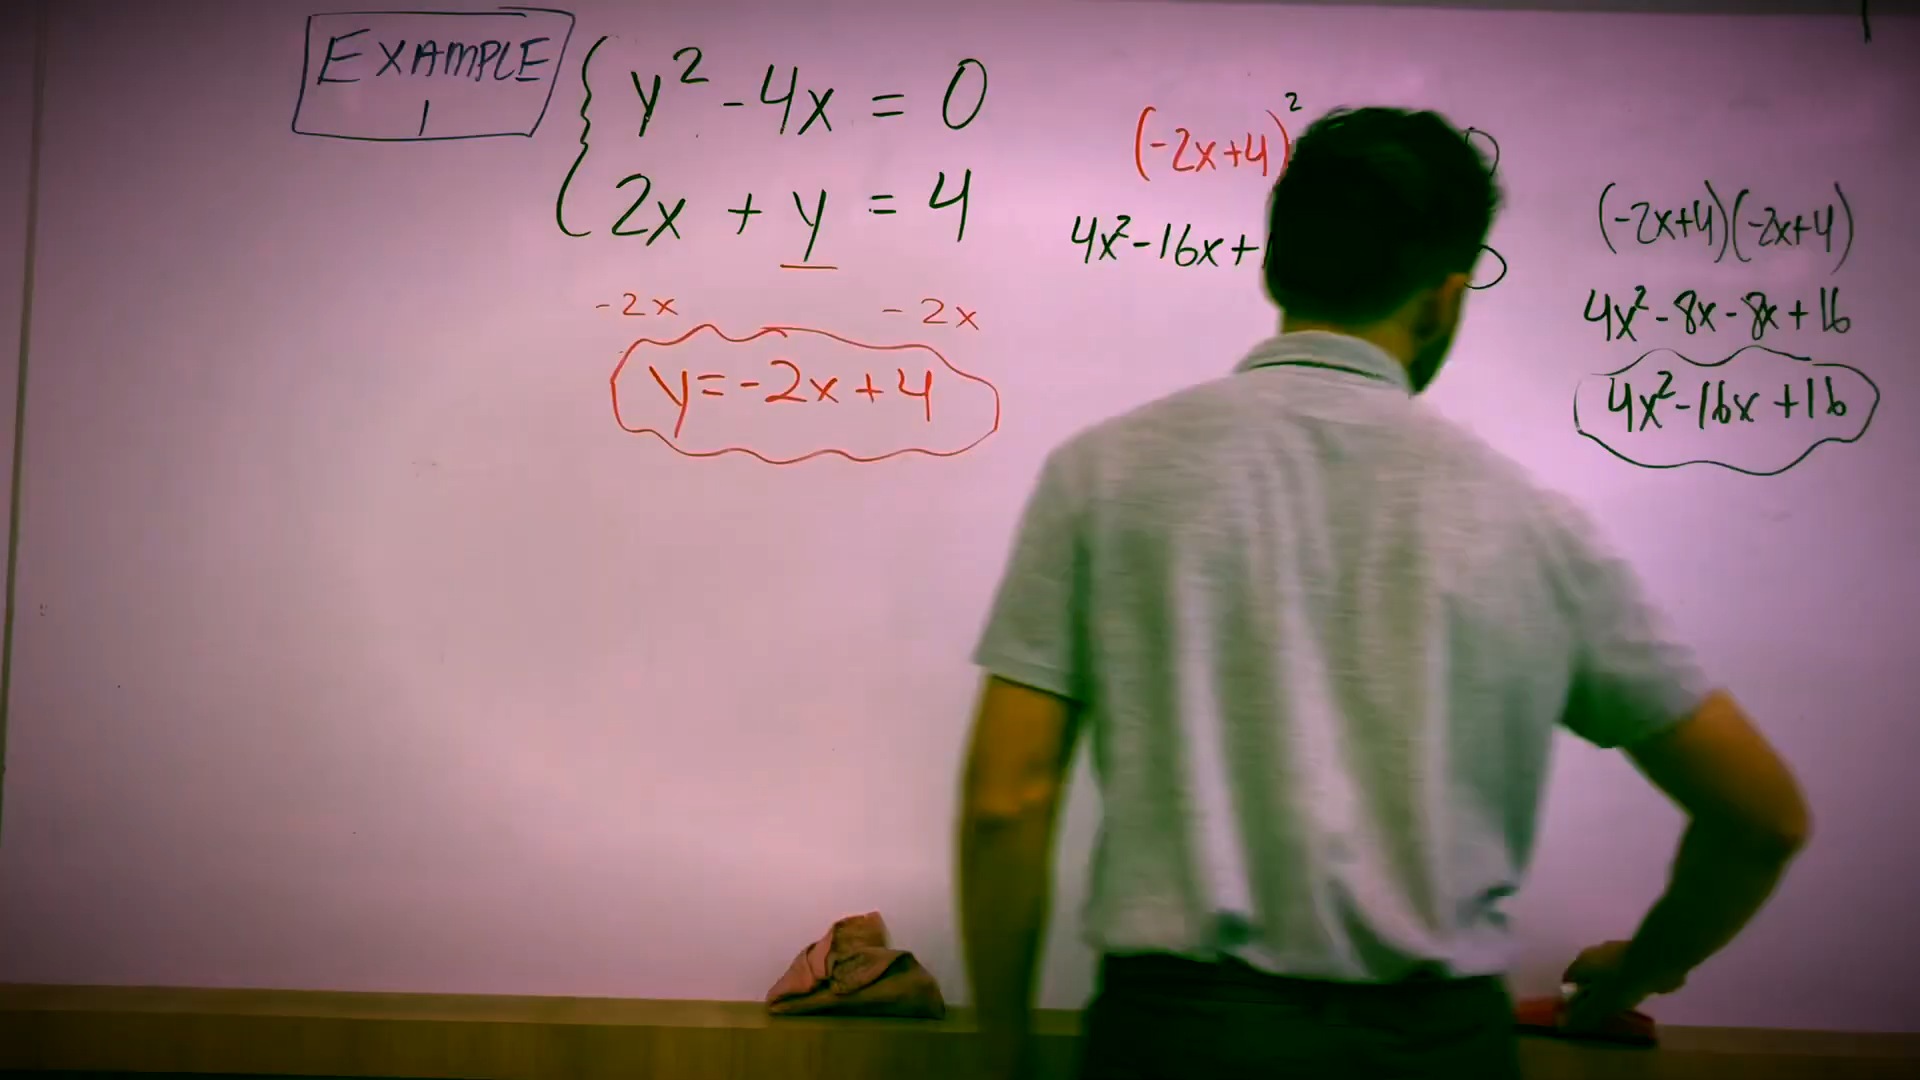 EXAMPLE
1
y² - 4x = 0
2x + y = 4
-2x - 2x
y = -2x + 4
(-2x+4)²
4x² - 16x +
(-2x+4)(-2x+4)
4x² - 8x - 8x + 16
4x² - 16x + 16